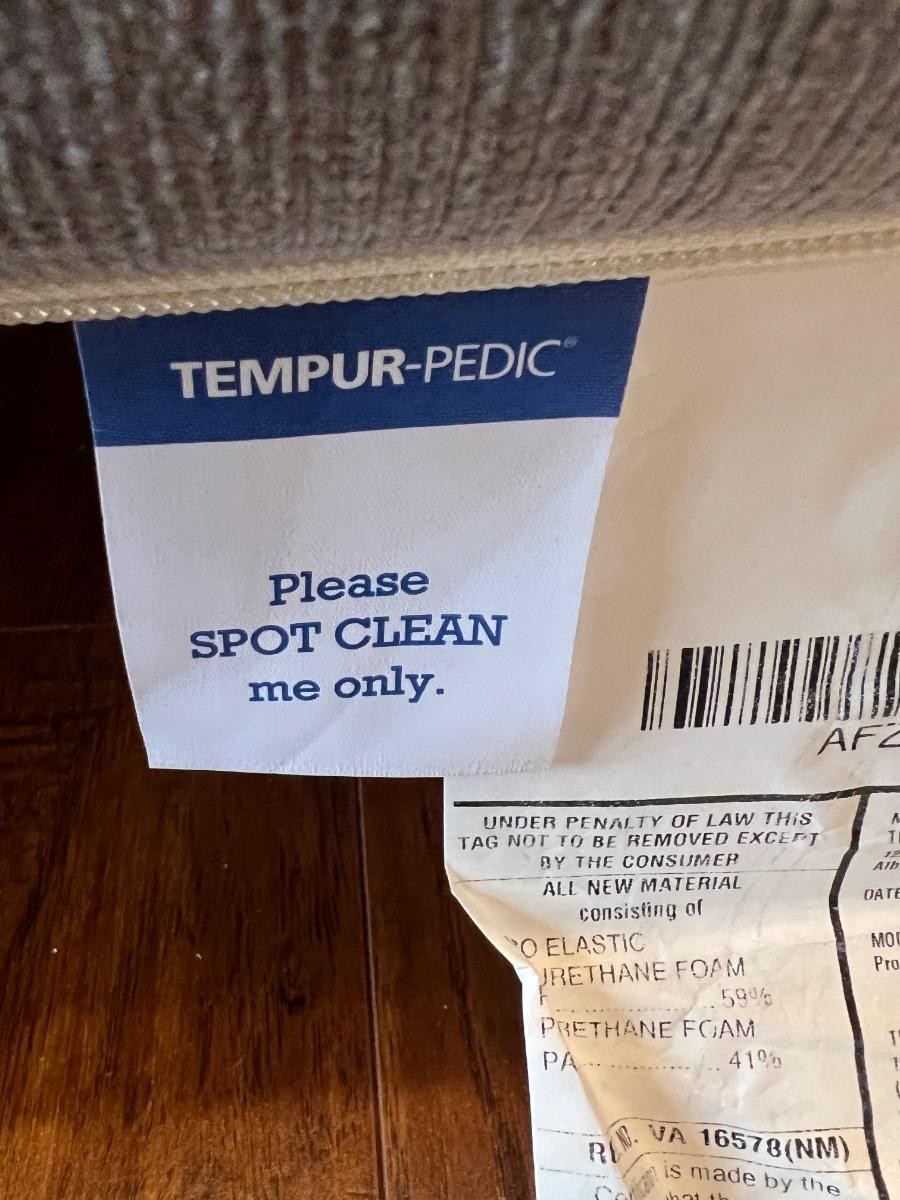 TEMPUR-PEDIC®
Please
SPOT CLEAN
me only.
UNDER PENALTY OF LAW THIS
TAG NOT TO BE REMOVED EXCEPT
BY THE CONSUMER
ALL NEW MATERIAL
consisting of
ELASTIC
URETHANE FOAM
59%
FOAM
PA 41%
VA 16578(NM)
is made by the
DATE